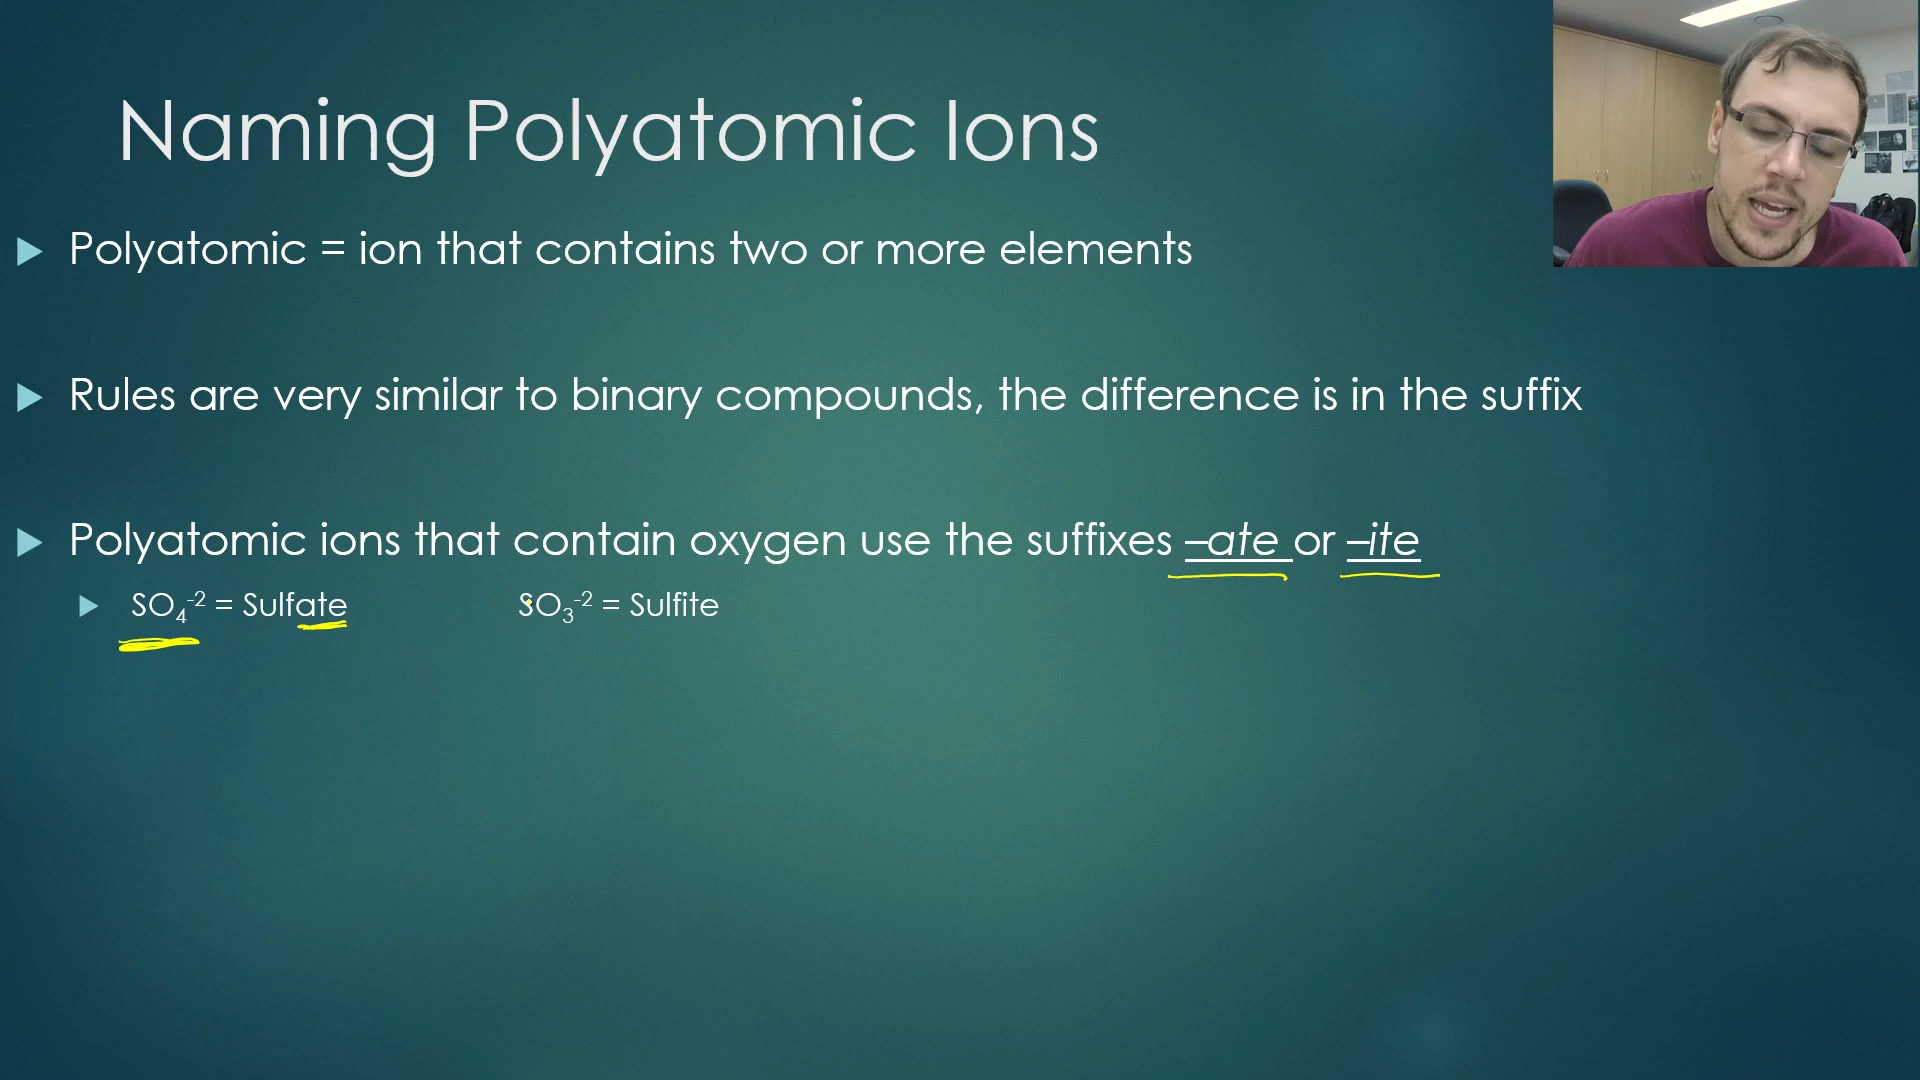 Naming Polyatomic Ions
▶ Polyatomic = ion that contains two or more elements
▶ Rules are very similar to binary compounds, the difference is in the suffix
▶ Polyatomic ions that contain oxygen use the suffixes –ate or –ite
▶ SO₄⁻² = Sulfate SO₃⁻² = Sulfite